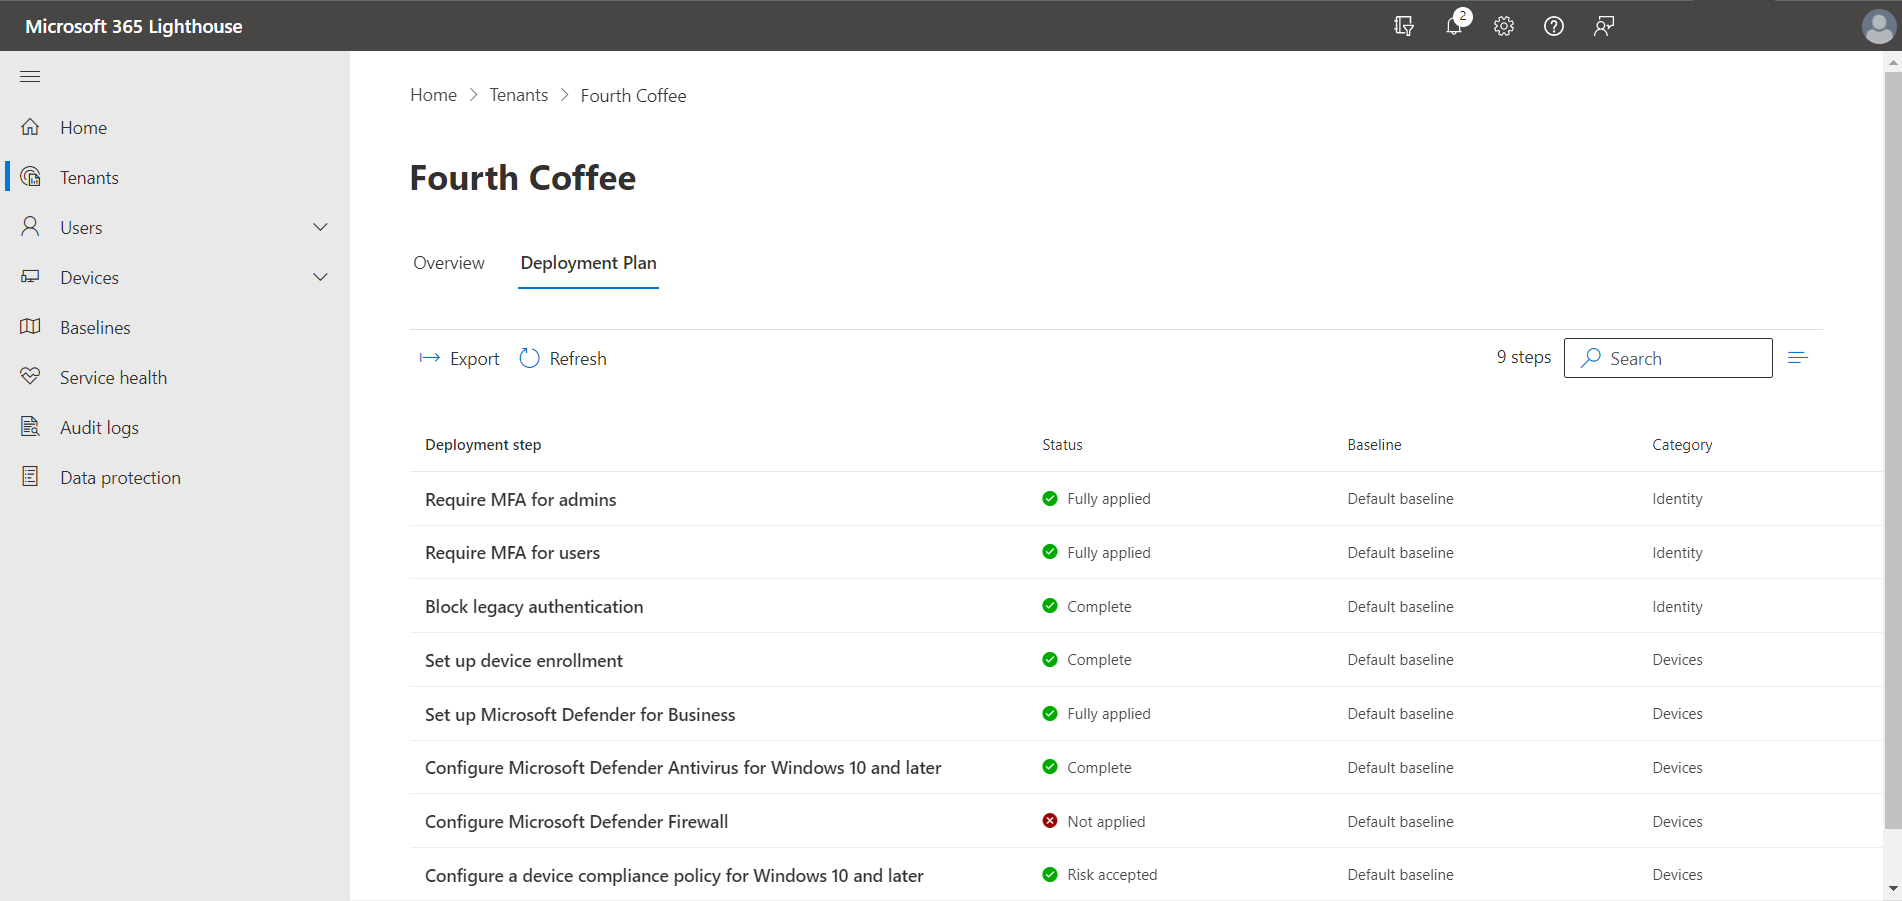 Microsoft 365 Lighthouse
2
Home
Tenants
Users
Devices
Baselines
Service health
Audit logs
Data protection
Home > Tenants > Fourth Coffee
Fourth Coffee
Overview Deployment Plan
Export Refresh 9 steps Search
Deployment step Status Baseline Category
Require MFA for admins Fully applied Default baseline Identity
Require MFA for users Fully applied Default baseline Identity
Block legacy authentication Complete Default baseline Identity
Set up device enrollment Complete Default baseline Devices
Set up Microsoft Defender for Business Fully applied Default baseline Devices
Configure Microsoft Defender Antivirus for Windows 10 and later Complete Default baseline Devices
Configure Microsoft Defender Firewall Not applied Default baseline Devices
Configure a device compliance policy for Windows 10 and later Risk accepted Default baseline Devices